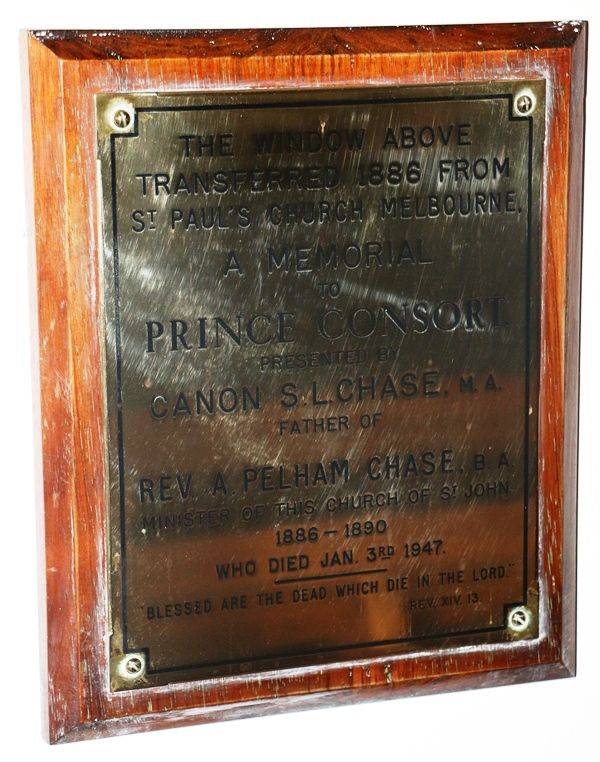 THE WINDOW ABOVE
TRANSFERRED 1886 FROM
ST PAUL'S CHURCH MELBOURNE,
A MEMORIAL
TO
PRINCE CONSORT.
PRESENTED BY
CANON S.L.CHASE, M.A.
FATHER OF
REV. A. PELHAM CHASE, B.A.
MINISTER OF THIS CHURCH OF ST JOHN
1886 – 1890
WHO DIED JAN. 3RD 1947.
"BLESSED ARE THE DEAD WHICH DIE IN THE LORD."
REV. XIV. 13.